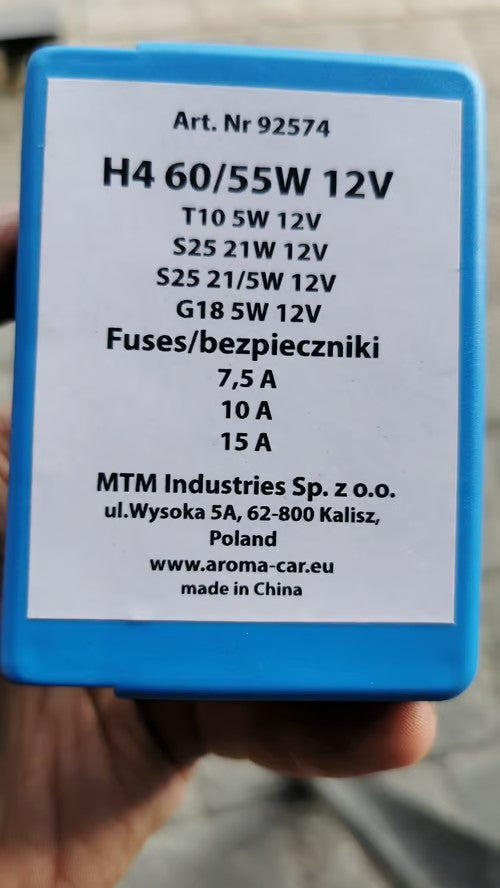 Art. Nr 92574
H4 60/55W 12V
T10 5W 12V
S25 21W 12V
S25 21/5W 12V
G18 5W 12V
Fuses/bezpieczniki
7,5 A
10 A
15 A
MTM Industries Sp. z o.o.
ul.Wysoka 5A, 62-800 Kalisz,
Poland
www.aroma-car.eu
made in China